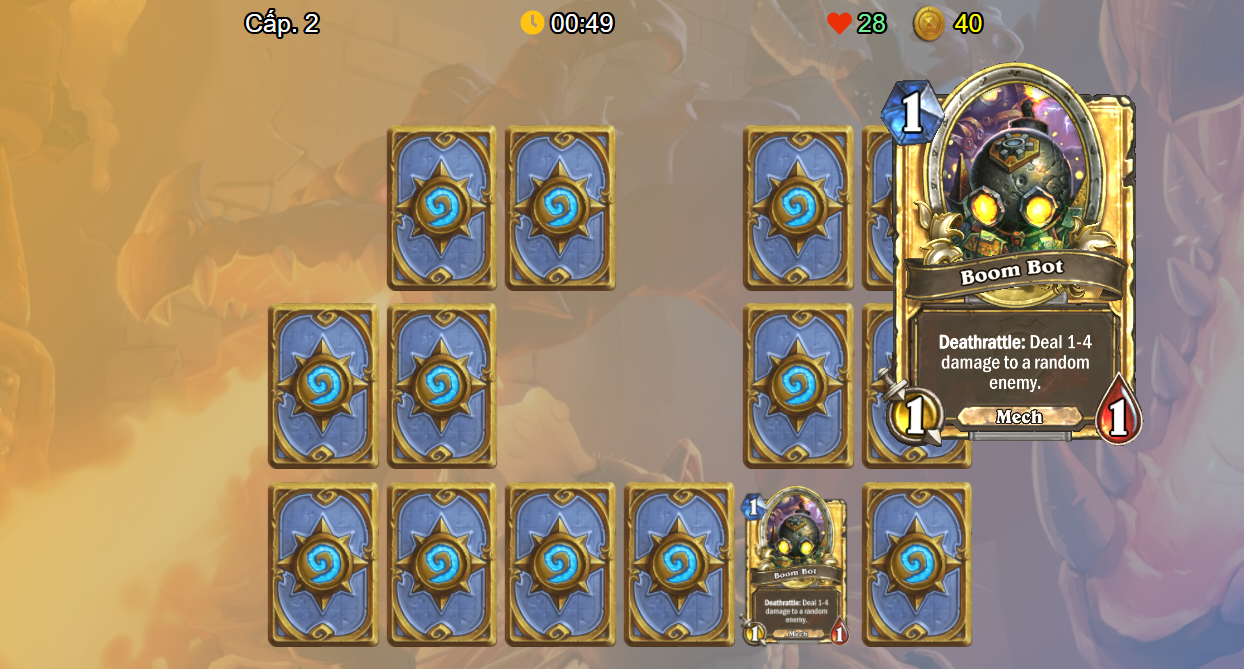 Cấp. 2
00:49
28
40
1
Boom Bot
Deathrattle: Deal 1-4
damage to a random
enemy.
1
Mech
1
1
Boom Bot
Deathrattle: Deal 1-4
damage to a random
enemy.
1
Mech
1